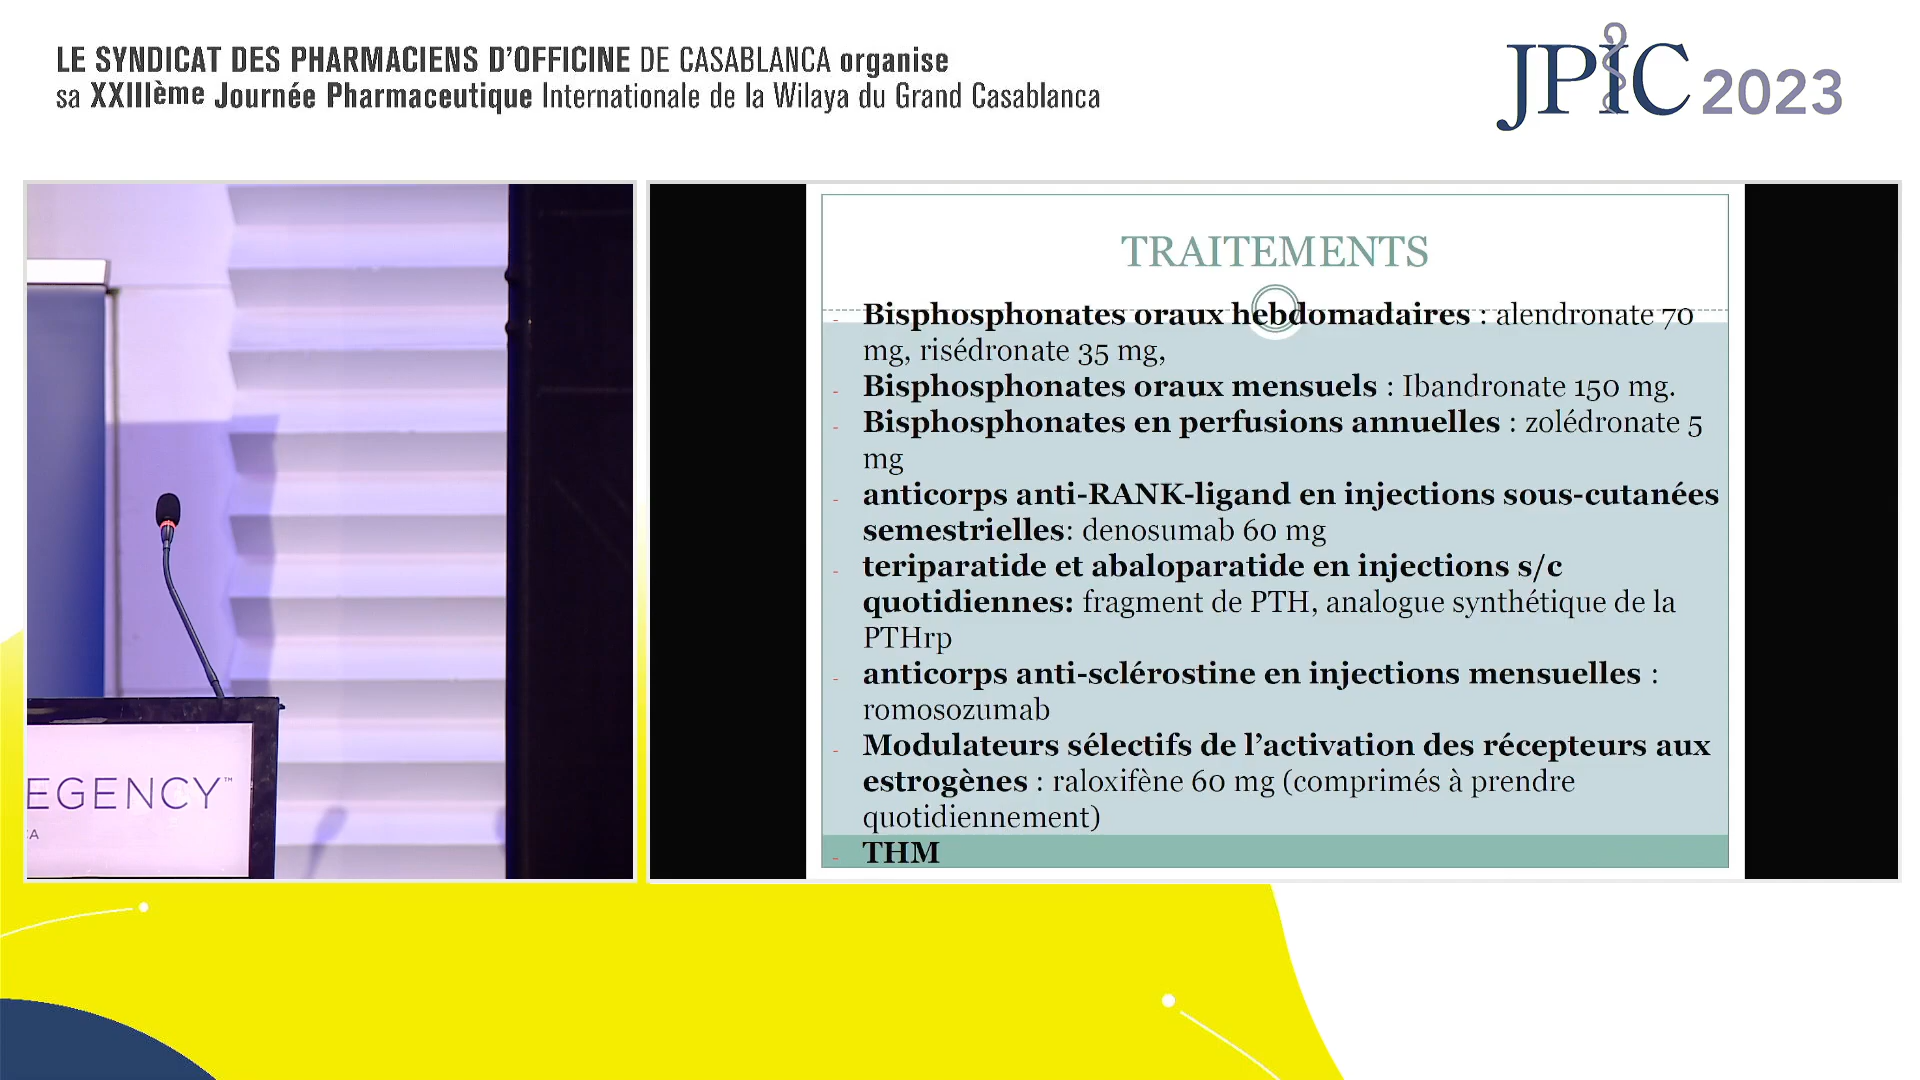 LE SYNDICAT DES PHARMACIENS D'OFFICINE DE CASABLANCA organise
sa XXIIIème Journée Pharmaceutique Internationale de la Wilaya du Grand Casablanca
JPIC 2023
TRAITEMENTS
- Bisphosphonates oraux hebdomadaires : alendronate 70
mg, risédronate 35 mg,
- Bisphosphonates oraux mensuels : Ibandronate 150 mg.
- Bisphosphonates en perfusions annuelles : zolédronate 5
mg
- anticorps anti-RANK-ligand en injections sous-cutanées
semestrielles: denosumab 60 mg
- teriparatide et abaloparatide en injections s/c
quotidiennes: fragment de PTH, analogue synthétique de la
PTHrp
- anticorps anti-sclérostine en injections mensuelles :
romosozumab
- Modulateurs sélectifs de l'activation des récepteurs aux
estrogènes : raloxifène 60 mg (comprimés à prendre
quotidiennement)
- THM
EGENCY™
CA